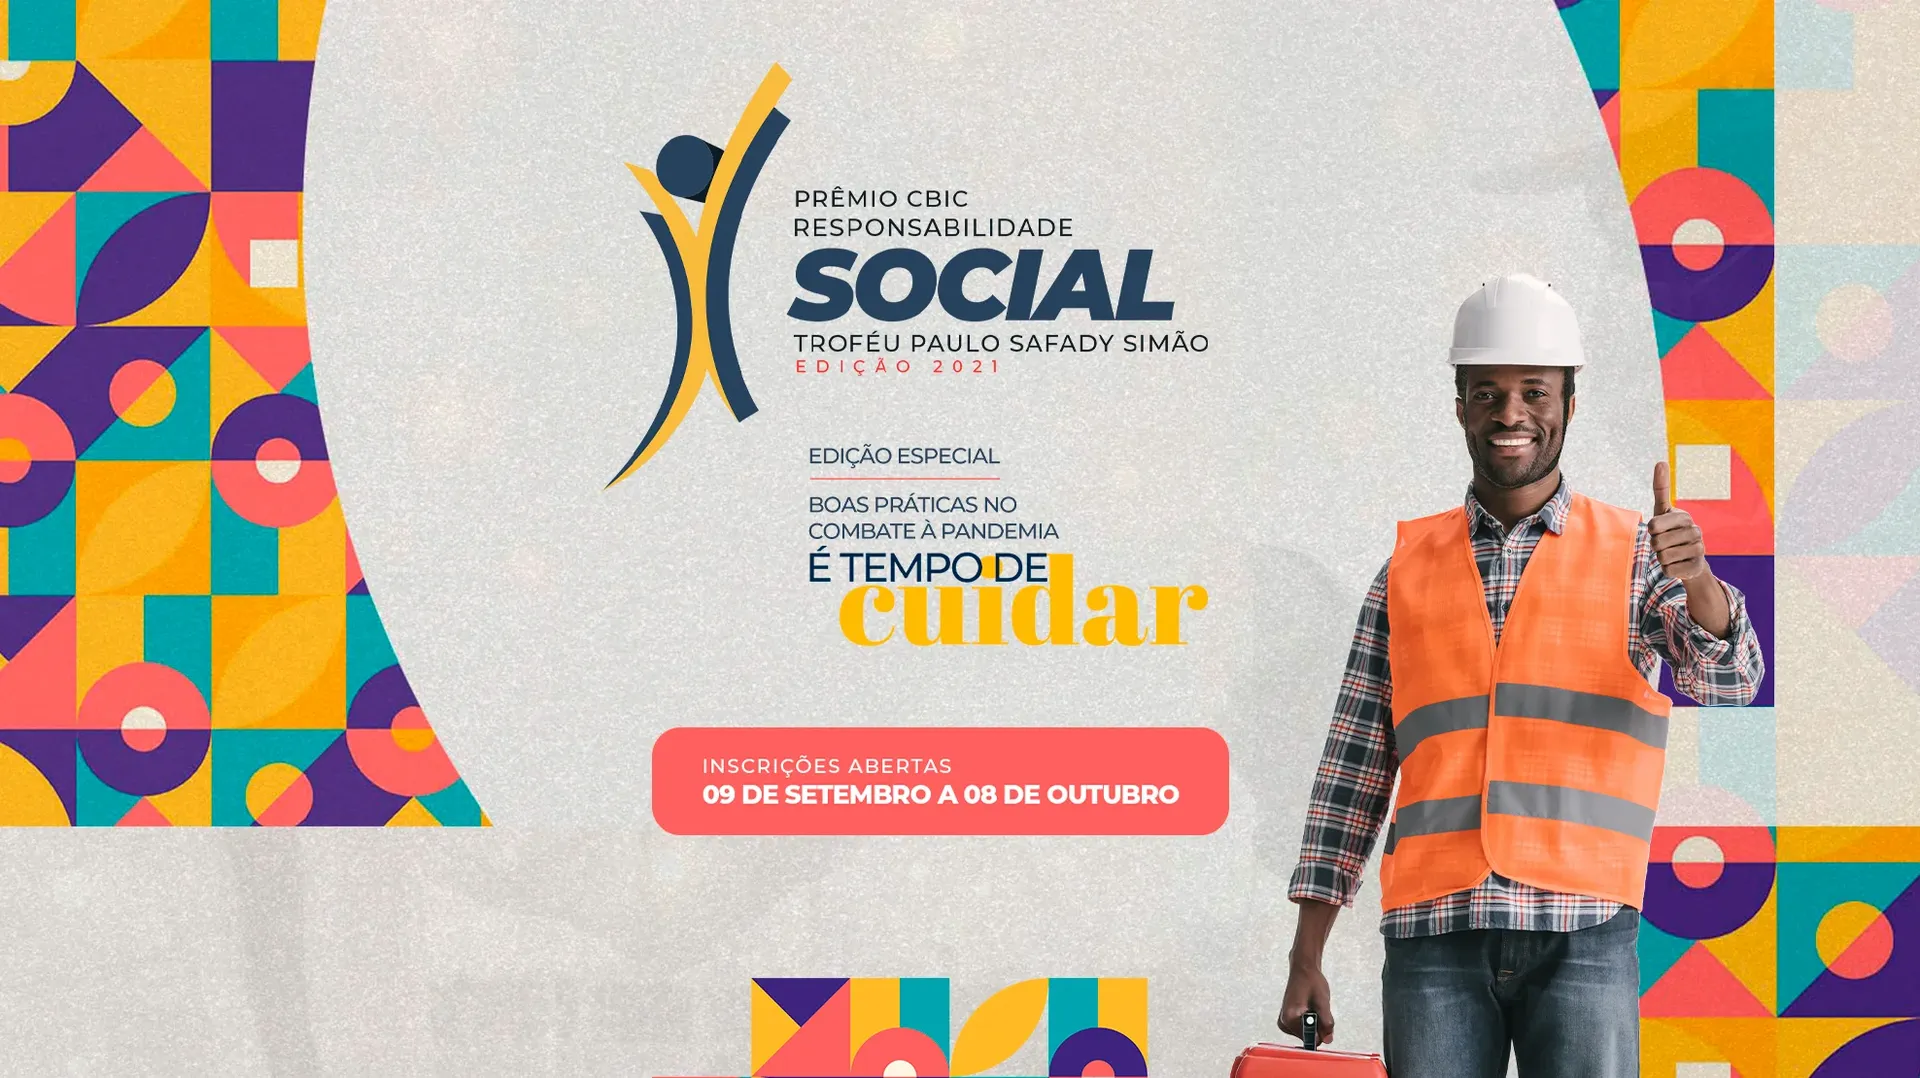 PRÊMIO CBIC
RESPONSABILIDADE
SOCIAL
TROFÉU PAULO SAFADY SIMÃO
EDIÇÃO 2021
EDIÇÃO ESPECIAL
BOAS PRÁTICAS NO
COMBATE À PANDEMIA
É TEMPO DE
cuidar
INSCRIÇÕES ABERTAS
09 DE SETEMBRO A 08 DE OUTUBRO